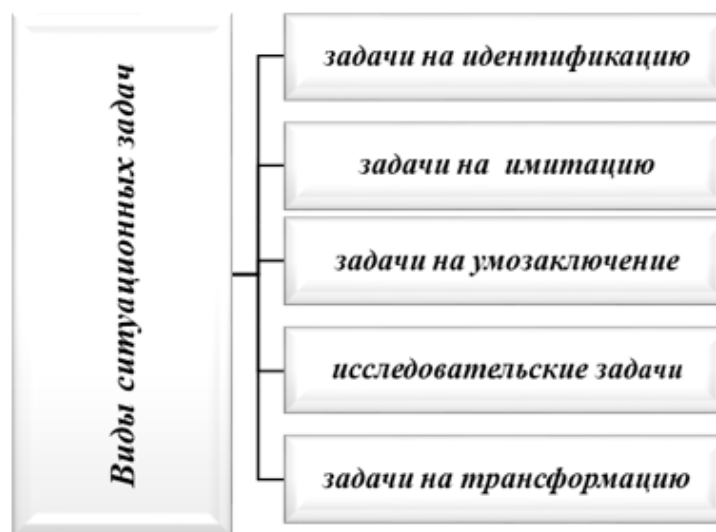 Виды ситуационных задач
задачи на идентификацию
задачи на имитацию
задачи на умозаключение
исследовательские задачи
задачи на трансформацию